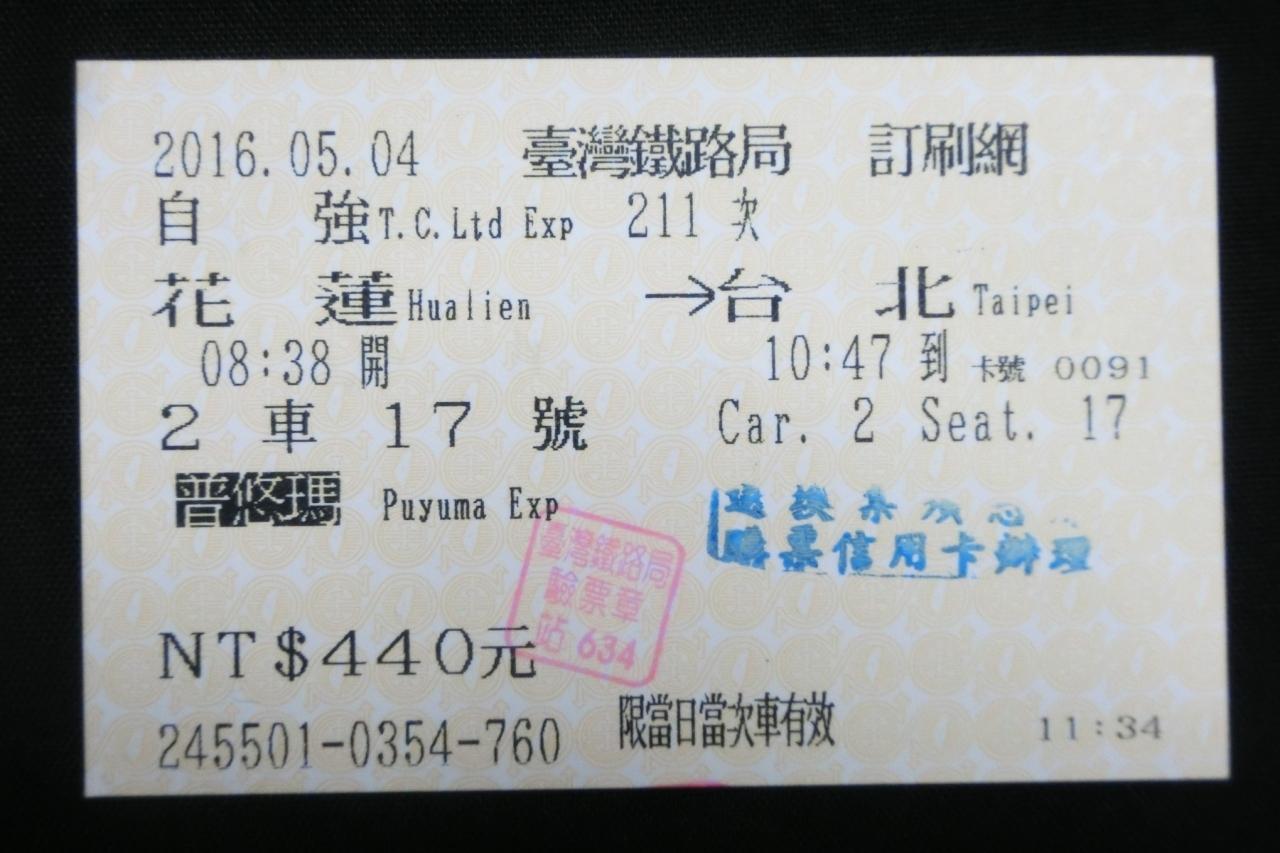 2016.05.04 臺灣鐵路局 訂刷網
自 強 T.C.Ltd Exp 211 次
花 蓮 Hualien →台 北 Taipei
08:38 開 10:47 到 卡號 0091
2 車 17 號 Car. 2 Seat. 17
普悠瑪 Puyuma Exp
退換票須
購票信用卡辦理
臺灣鐵路局
驗票章
站 634
NT$440元
245501-0354-760 限當日當次車有效 11:34